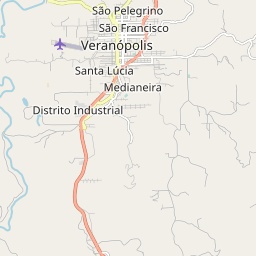 São Pelegrino
São Francisco
Veranópolis
Santa Lúcia
Medianeira
Distrito Industrial